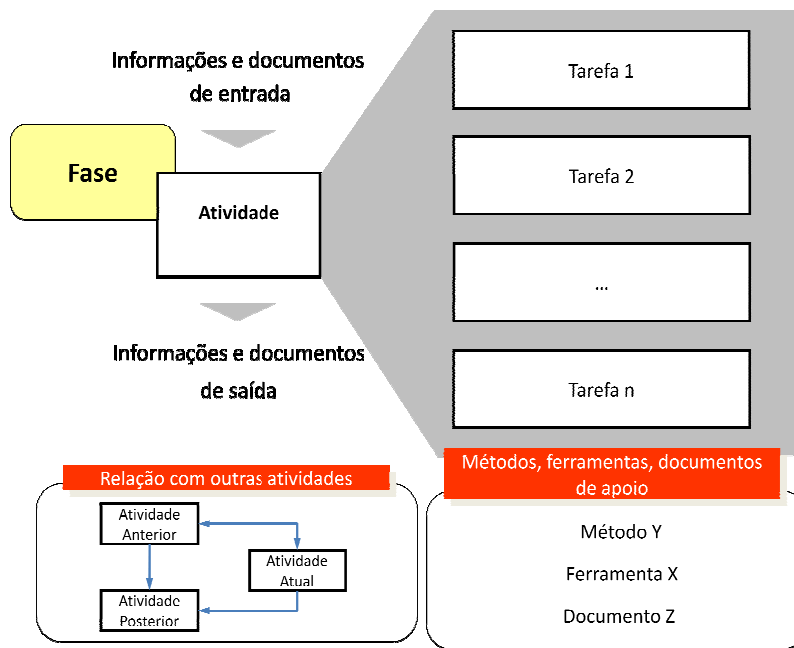 Informações e documentos
de entrada
Fase
Atividade
Informações e documentos
de saída
Tarefa 1
Tarefa 2
...
Tarefa n
Relação com outras atividades
Atividade
Anterior
Atividade
Atual
Atividade
Posterior
Métodos, ferramentas, documentos
de apoio
Método Y
Ferramenta X
Documento Z